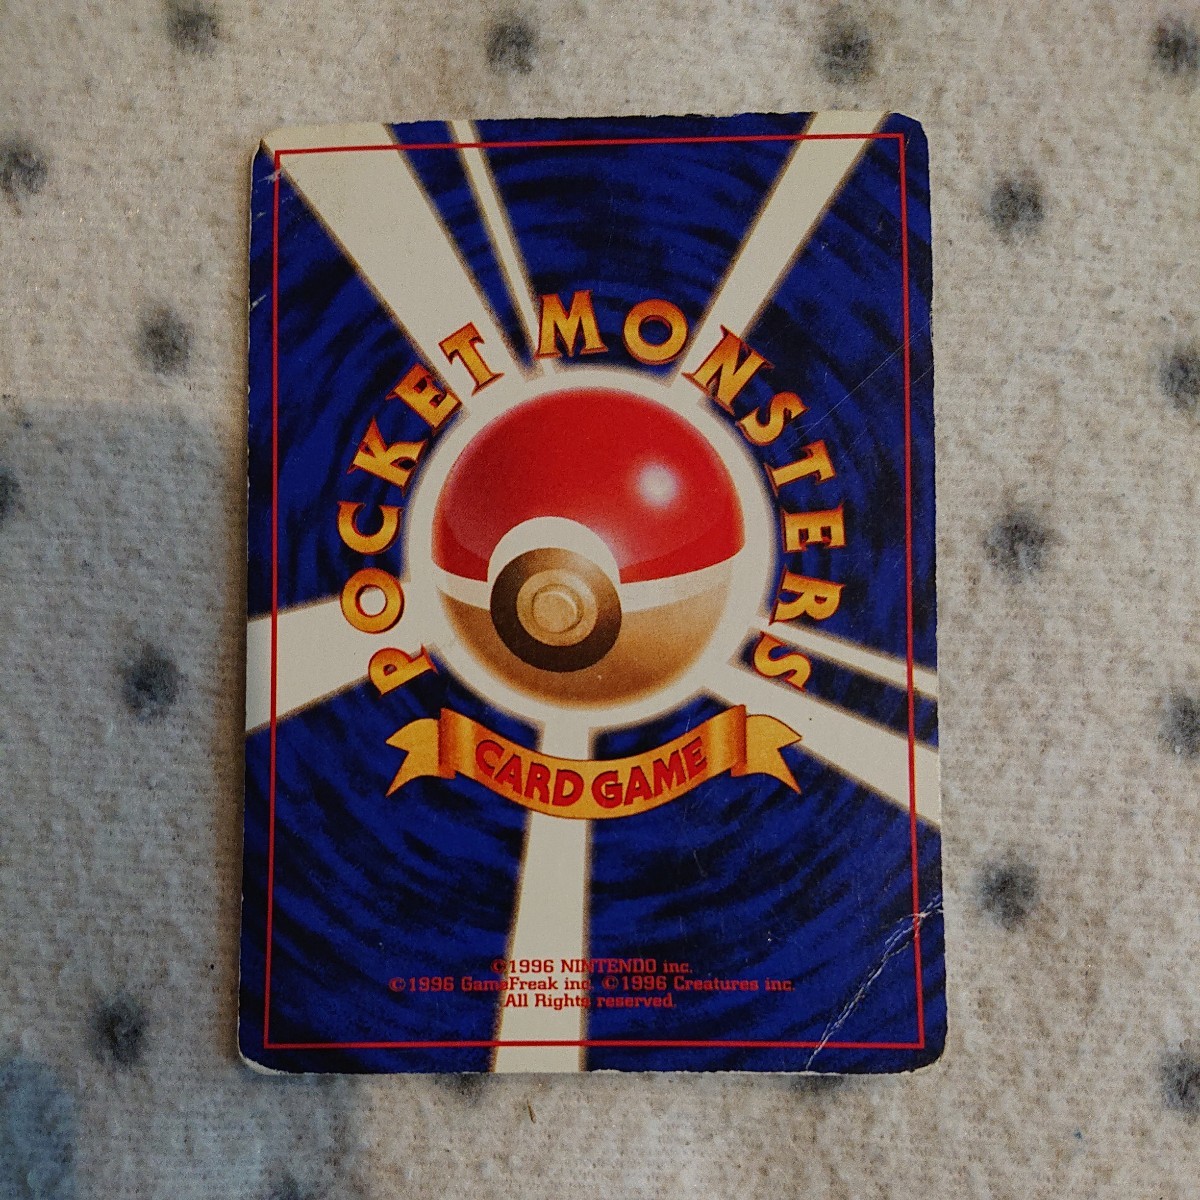 POCKET MONSTERS
CARD GAME
©1996 NINTENDO inc.
©1996 GameFreak inc. ©1996 Creatures inc.
All Rights reserved.